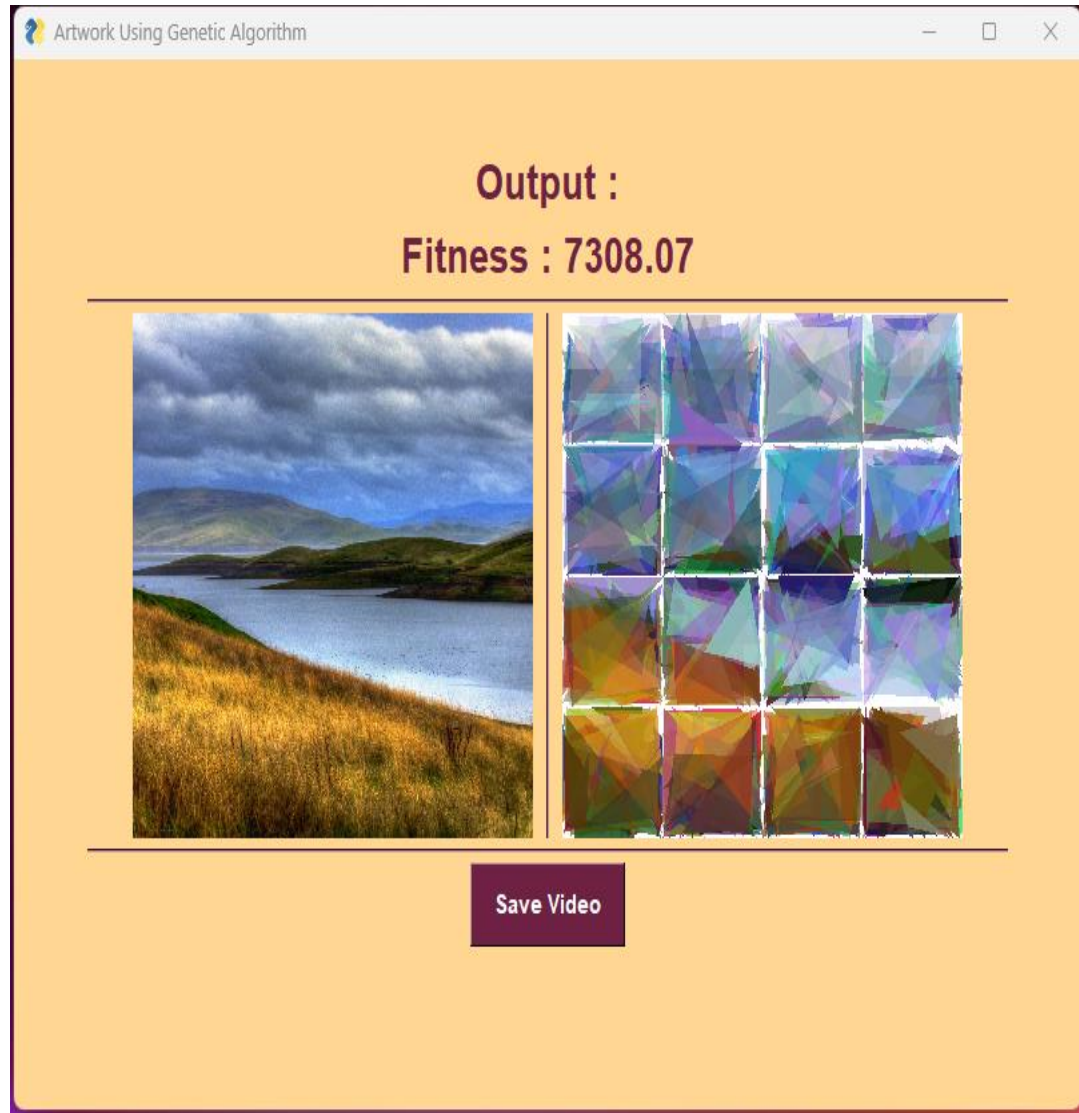 Artwork Using Genetic Algorithm
Output :
Fitness : 7308.07
Save Video